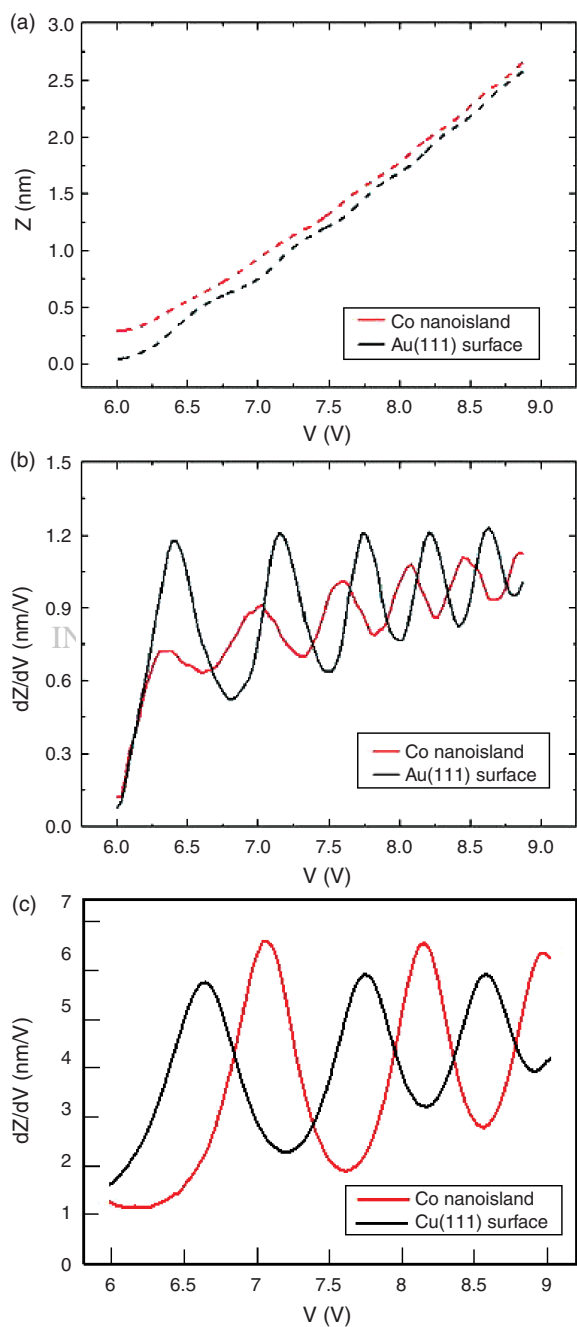 (a)
3.0
2.5
2.0
1.5
1.0
0.5
0.0
Z (nm)
Co nanoisland
Au(111) surface
6.0 6.5 7.0 7.5 8.0 8.5 9.0
V (V)
(b)
1.5
1.2
0.9
0.6
0.3
0.0
dZ/dV (nm/V)
IN
Co nanoisland
Au(111) surface
6.0 6.5 7.0 7.5 8.0 8.5 9.0
V (V)
(c)
7
6
5
4
3
2
1
0
dZ/dV (nm/V)
Co nanoisland
Cu(111) surface
6 6.5 7 7.5 8 8.5 9
V (V)